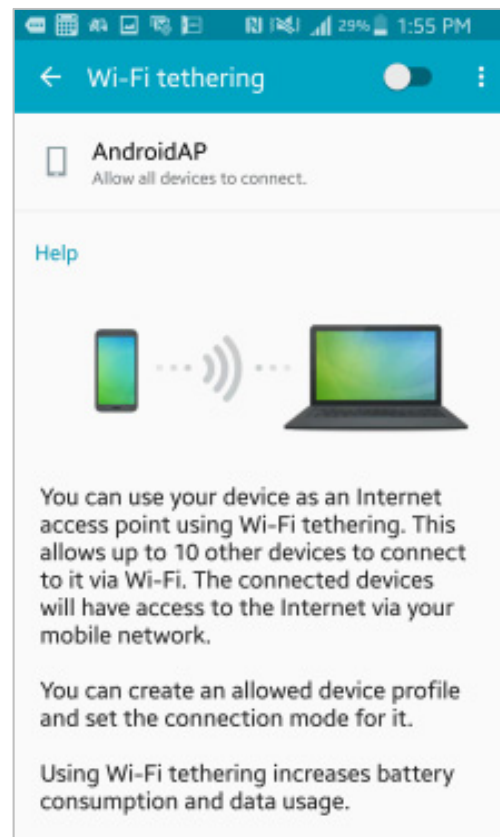 29% 1:55 PM
Wi-Fi tethering
AndroidAP
Allow all devices to connect.
Help
You can use your device as an Internet
access point using Wi-Fi tethering. This
allows up to 10 other devices to connect
to it via Wi-Fi. The connected devices
will have access to the Internet via your
mobile network.
You can create an allowed device profile
and set the connection mode for it.
Using Wi-Fi tethering increases battery
consumption and data usage.